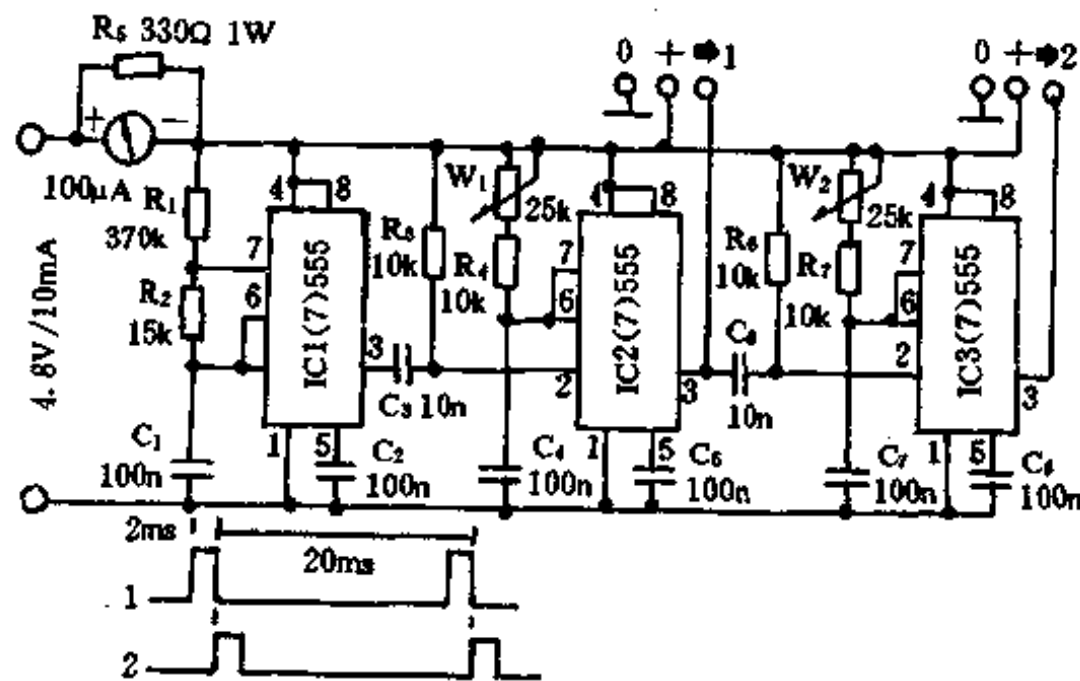 R5 330Ω 1W
0 + 1
0 + 2
+ −
100μA
R1
370k
R2
15k
4.8V/10mA
C1
100n
4 8
7
6
3
1 5
IC1(7)555
C2
100n
C3 10n
R3
10k
W1
25k
R4
10k
4 8
7
6
2
3
1 5
IC2(7)555
C4
100n
C5
100n
C6
10n
R6
10k
W2
25k
R7
10k
4 8
7
6
2
3
1 5
IC3(7)555
C7
100n
100n
2ms
20ms
1
2